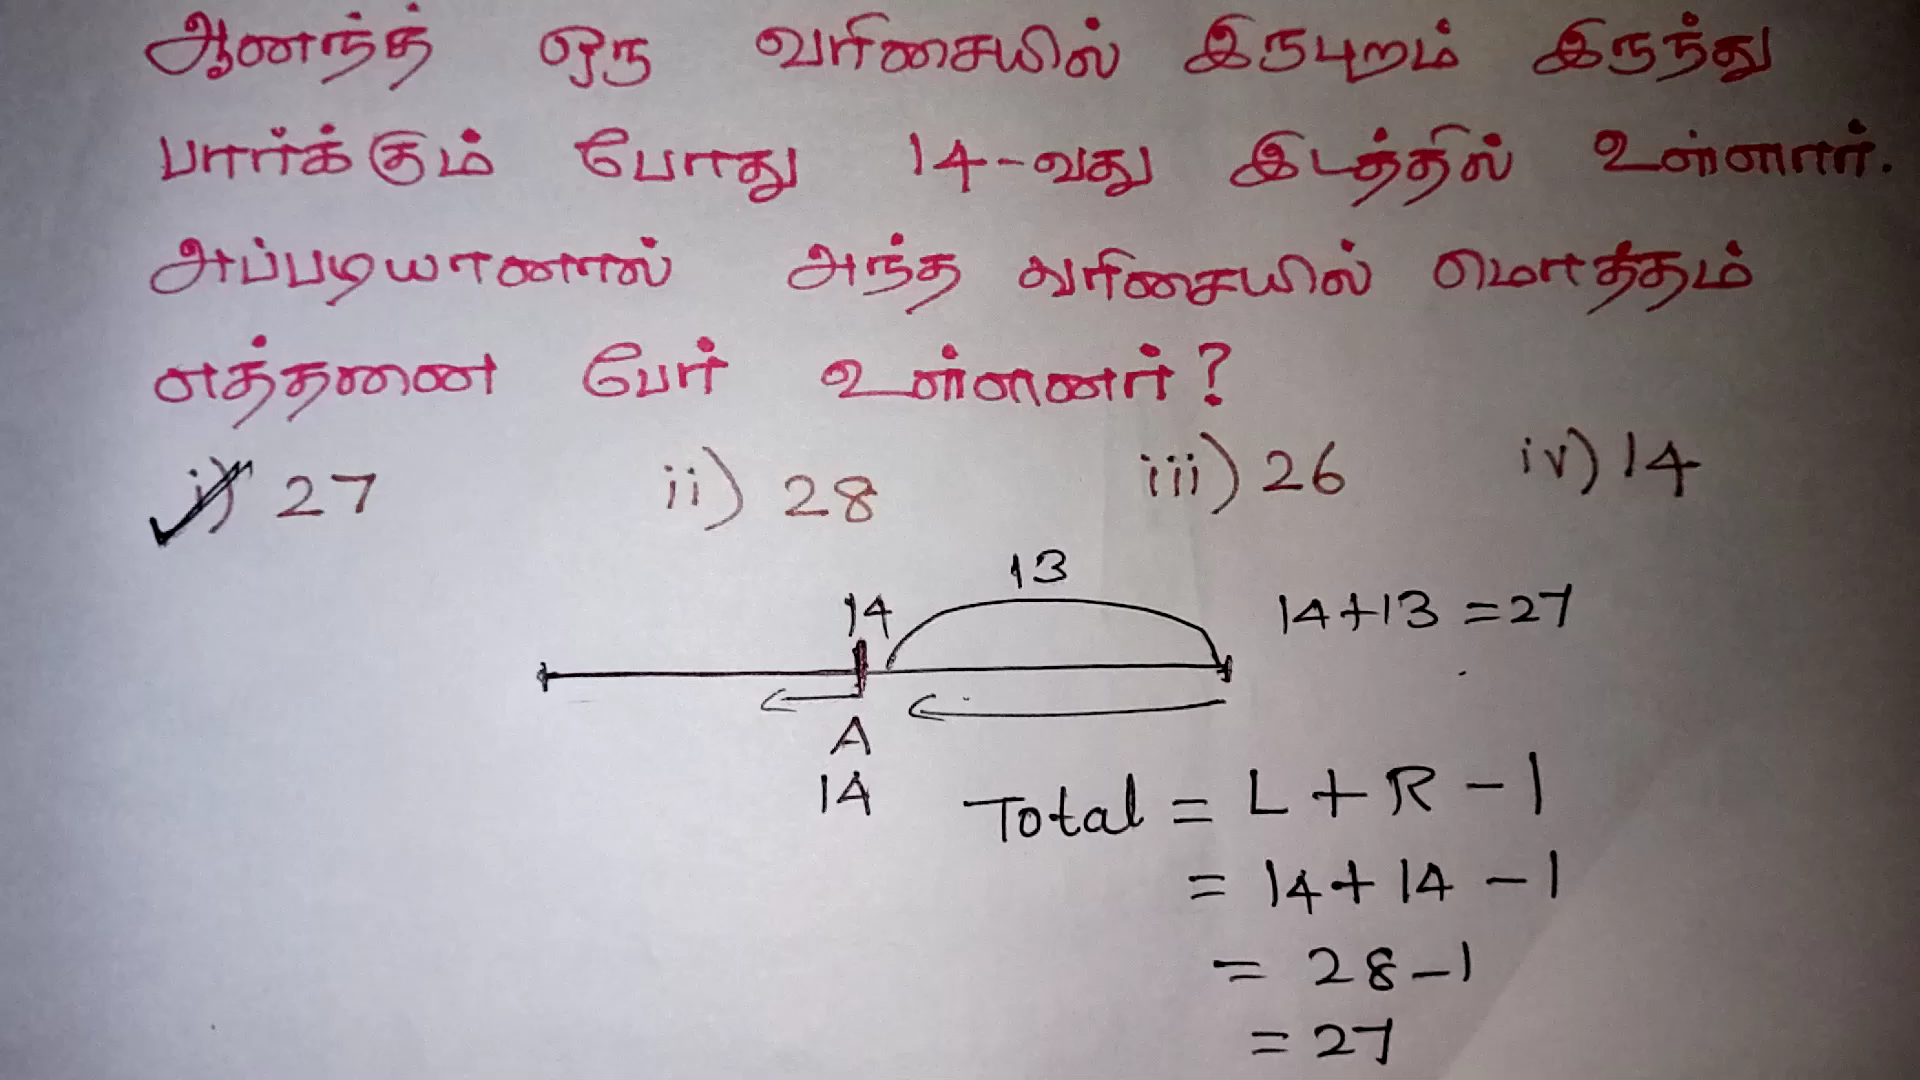 ஆனந்த் ஒரு வரிசையில் இருபுறம் இருந்து
பார்க்கும் போது 14-வது இடத்தில் உள்ளார்.
அப்படியானால் அந்த வரிசையில் மொத்தம்
எத்தனை பேர் உள்ளனர்?
i) 27 ii) 28 iii) 26 iv) 14
13
14
14+13 = 27
A
14
Total = L + R - 1
= 14 + 14 - 1
= 28 - 1
= 27